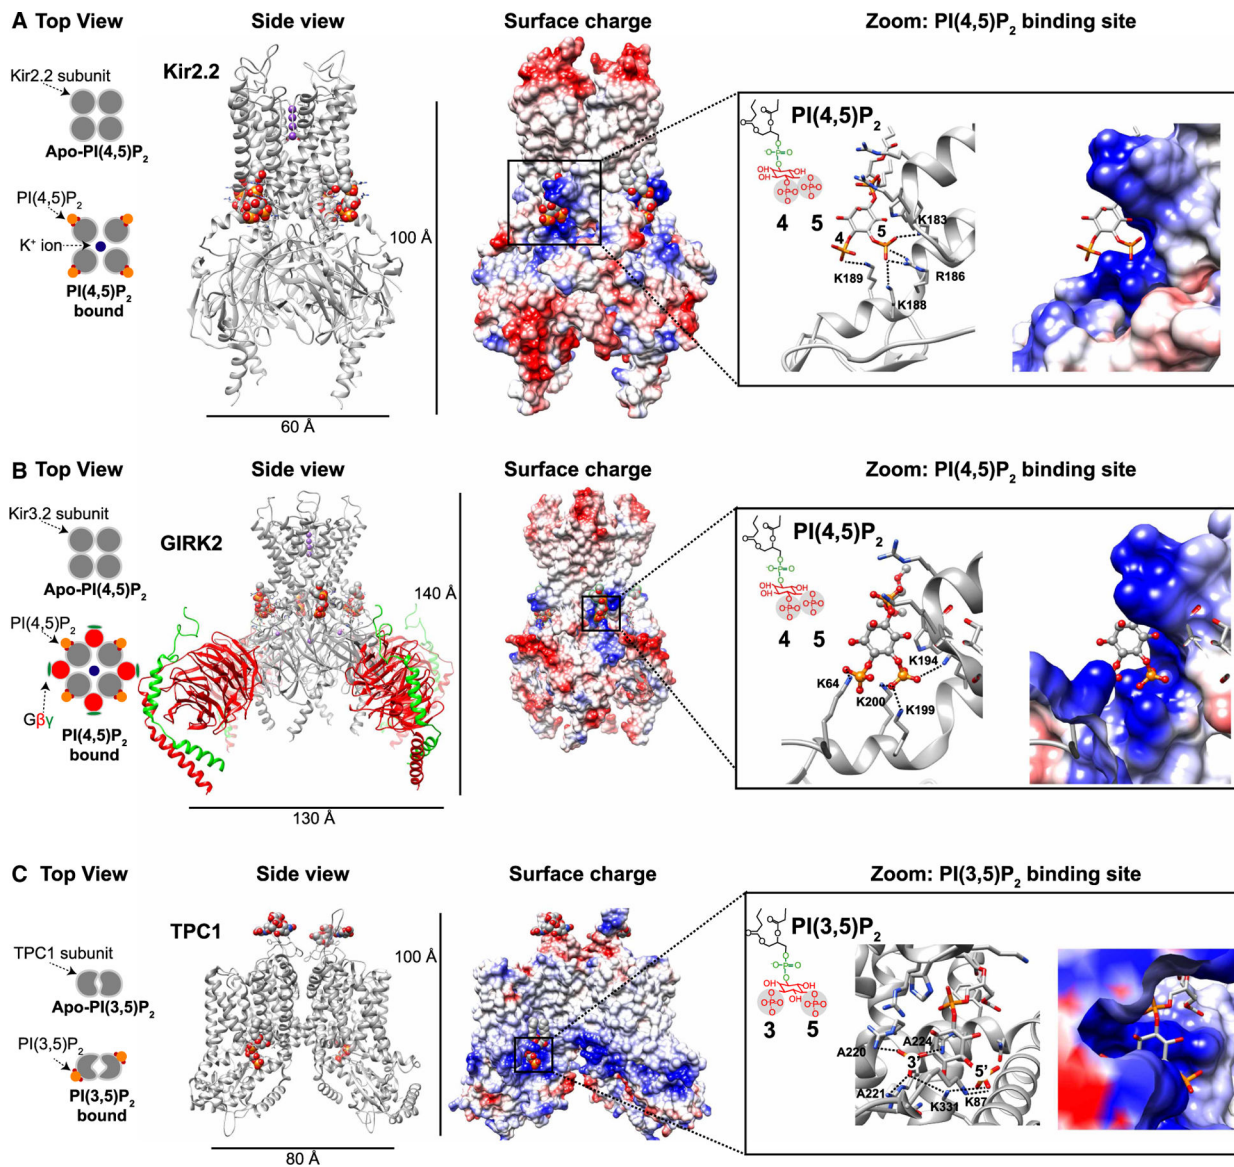 A Top View
Side view
Surface charge
Zoom: PI(4,5)P2 binding site
Kir2.2 subunit
Apo-PI(4,5)P2
PI(4,5)P2
K+ ion
PI(4,5)P2
bound
Kir2.2
100 Å
60 Å
PI(4,5)P2
4 5
4
5
K183
K189
R186
K188
B Top View
Side view
Surface charge
Zoom: PI(4,5)P2 binding site
Kir3.2 subunit
Apo-PI(4,5)P2
PI(4,5)P2
Gβγ
PI(4,5)P2
bound
GIRK2
140 Å
130 Å
PI(4,5)P2
4 5
K194
K64
K200
K199
C Top View
Side view
Surface charge
Zoom: PI(3,5)P2 binding site
TPC1 subunit
Apo-PI(3,5)P2
PI(3,5)P2
PI(3,5)P2
bound
TPC1
100 Å
80 Å
PI(3,5)P2
3 5
A220
A224
3'
5'
A221
K331
K87